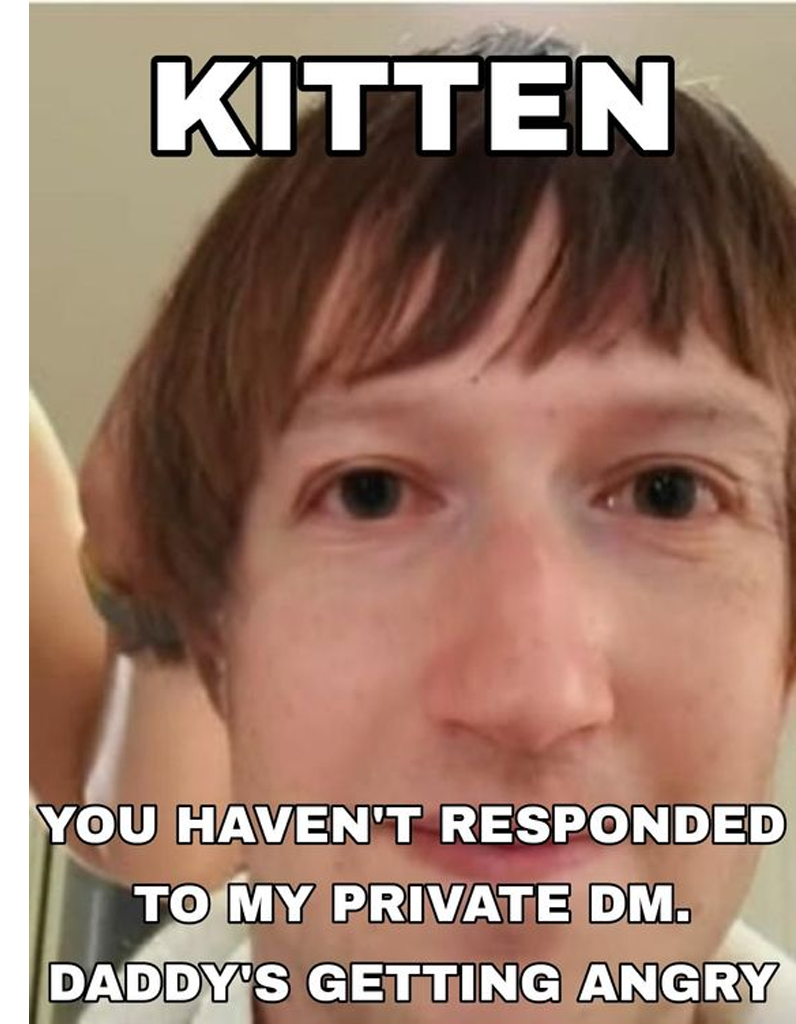 KITTEN
YOU HAVEN'T RESPONDED
TO MY PRIVATE DM.
DADDY'S GETTING ANGRY